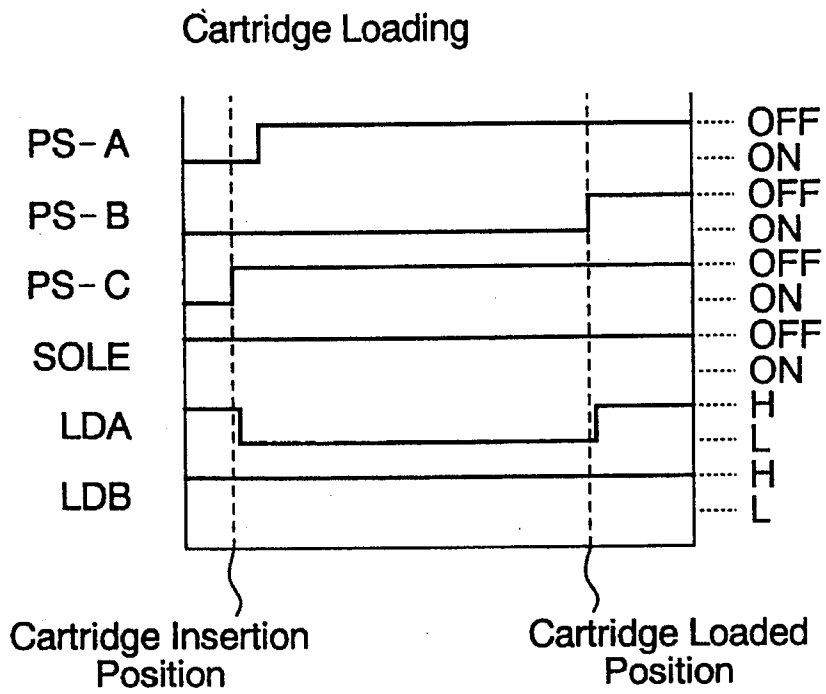 Cartridge Loading
PS-A
OFF
ON
PS-B
OFF
ON
PS-C
OFF
ON
SOLE
OFF
ON
LDA
H
L
LDB
H
L
Cartridge Insertion
Position
Cartridge Loaded
Position